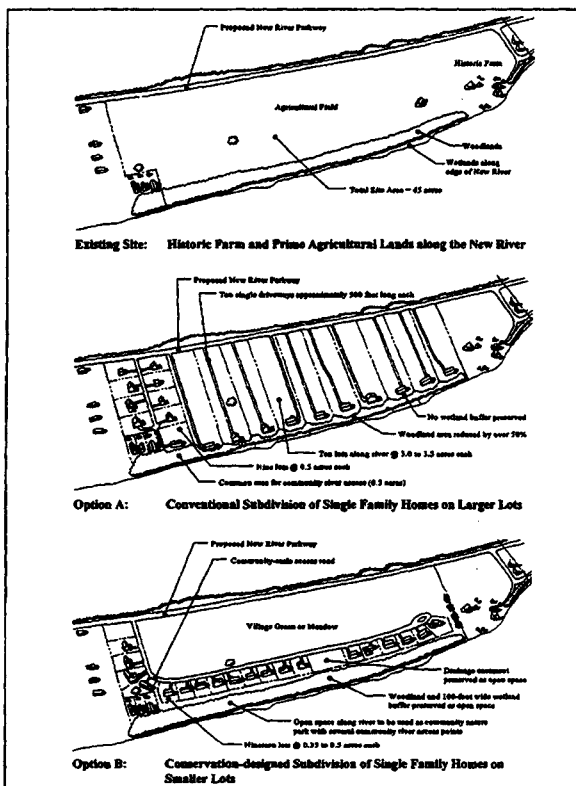 Proposed New River Parkway
Historic Farm
Agricultural Field
Woodlands
Wetlands along
edge of New River
Total Site Area = 45 acres
Existing Site: Historic Farm and Prime Agricultural Lands along the New River
Proposed New River Parkway
Ten single driveways approximately 500 feet long each
No wetland buffer preserved
Woodland area reduced by over 50%
Ten lots along river @ 3.0 to 3.5 acres each
Nine lots @ 0.5 acres each
Common area for community river access (0.5 acres)
Option A: Conventional Subdivision of Single Family Homes on Larger Lots
Proposed New River Parkway
Community-main access road
Village Green or Meadow
Drainage easement
preserved as open space
Woodland and 100-foot wide wetland
buffer preserved as open space
Open space along river to be used as community nature
park with several community river access points
Nineteen lots @ 0.35 to 0.5 acres each
Option B: Conservation-designed Subdivision of Single Family Homes on
Smaller Lots